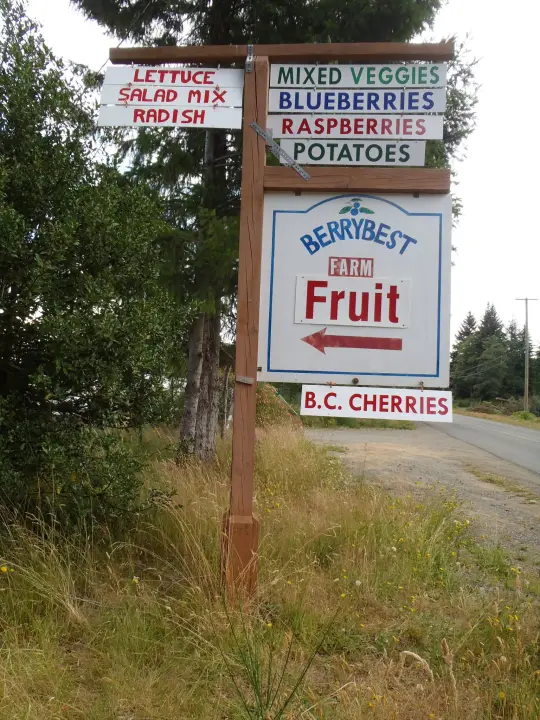 LETTUCE
SALAD MIX
RADISH
MIXED VEGGIES
BLUEBERRIES
RASPBERRIES
POTATOES
BERRYBEST
FARM
Fruit
B.C. CHERRIES